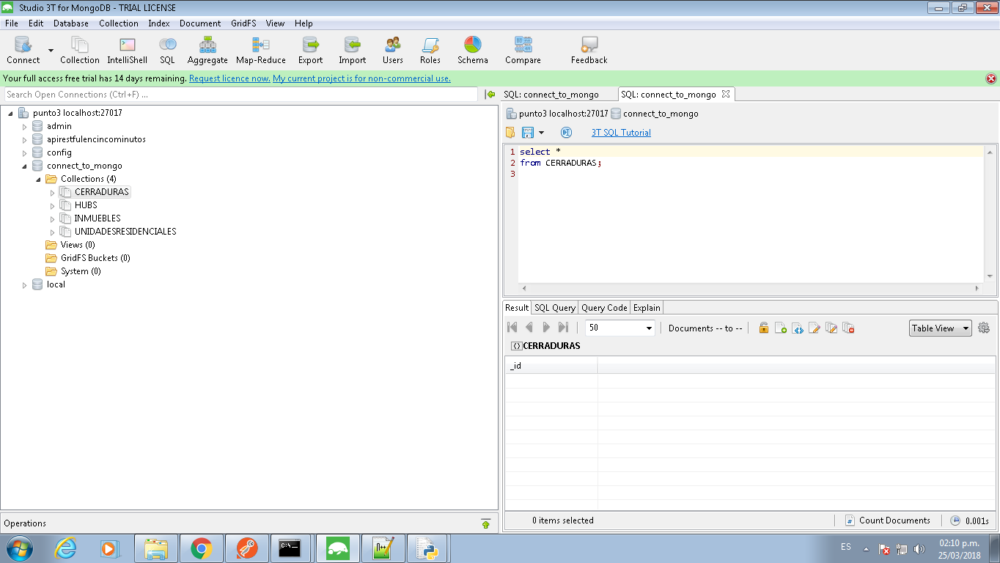 Studio 3T for MongoDB - TRIAL LICENSE
File Edit Database Collection Index Document GridFS View Help
Connect Collection IntelliShell SQL Aggregate Map-Reduce Export Import Users Roles Schema Compare Feedback
Your full access free trial has 14 days remaining. Request licence now. My current project is for non-commercial use.
Search Open Connections (Ctrl+F) ...
punto3 localhost:27017
admin
apirestfulencincominutos
config
connect_to_mongo
Collections (4)
CERRADURAS
HUBS
INMUEBLES
UNIDADESRESIDENCIALES
Views (0)
GridFS Buckets (0)
System (0)
local
Operations
SQL: connect_to_mongo SQL: connect_to_mongo
punto3 localhost:27017 connect_to_mongo
3T SQL Tutorial
1 select *
2 from CERRADURAS;
3
Result SQL Query Query Code Explain
50 Documents -- to -- Table View
CERRADURAS
_id
0 items selected Count Documents 0.001s
C:\_
ES 02:10 p.m.
25/03/2018